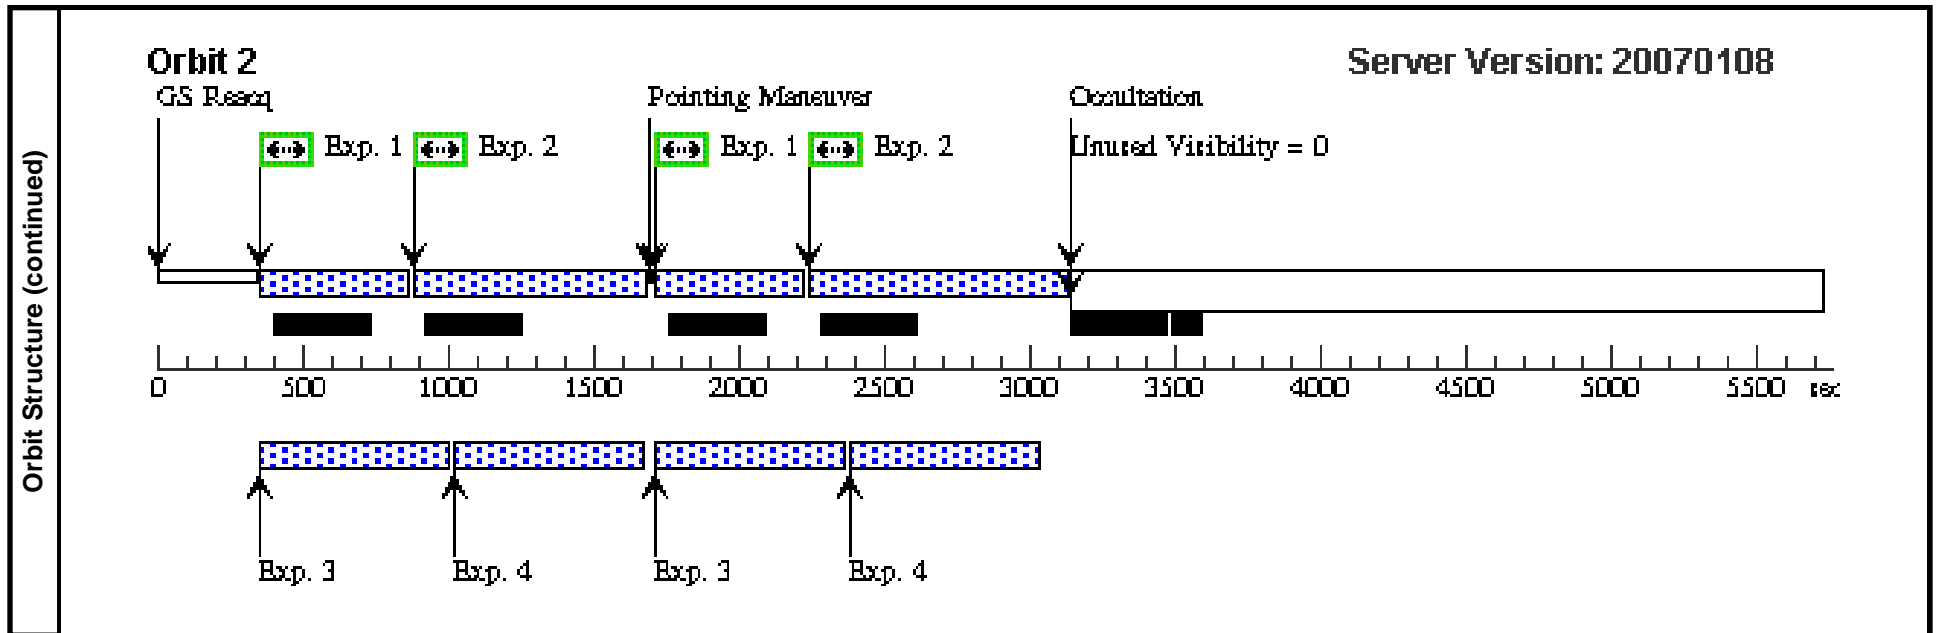 Orbit 2
Server Version: 20070108
GS Reacq
Pointing Maneuver
Occultation
Exp. 1
Exp. 2
Exp. 1
Exp. 2
Unused Visibility = 0
Orbit Structure (continued)
0 500 1000 1500 2000 2500 3000 3500 4000 4500 5000 5500 sec
Exp. 3
Exp. 4
Exp. 3
Exp. 4